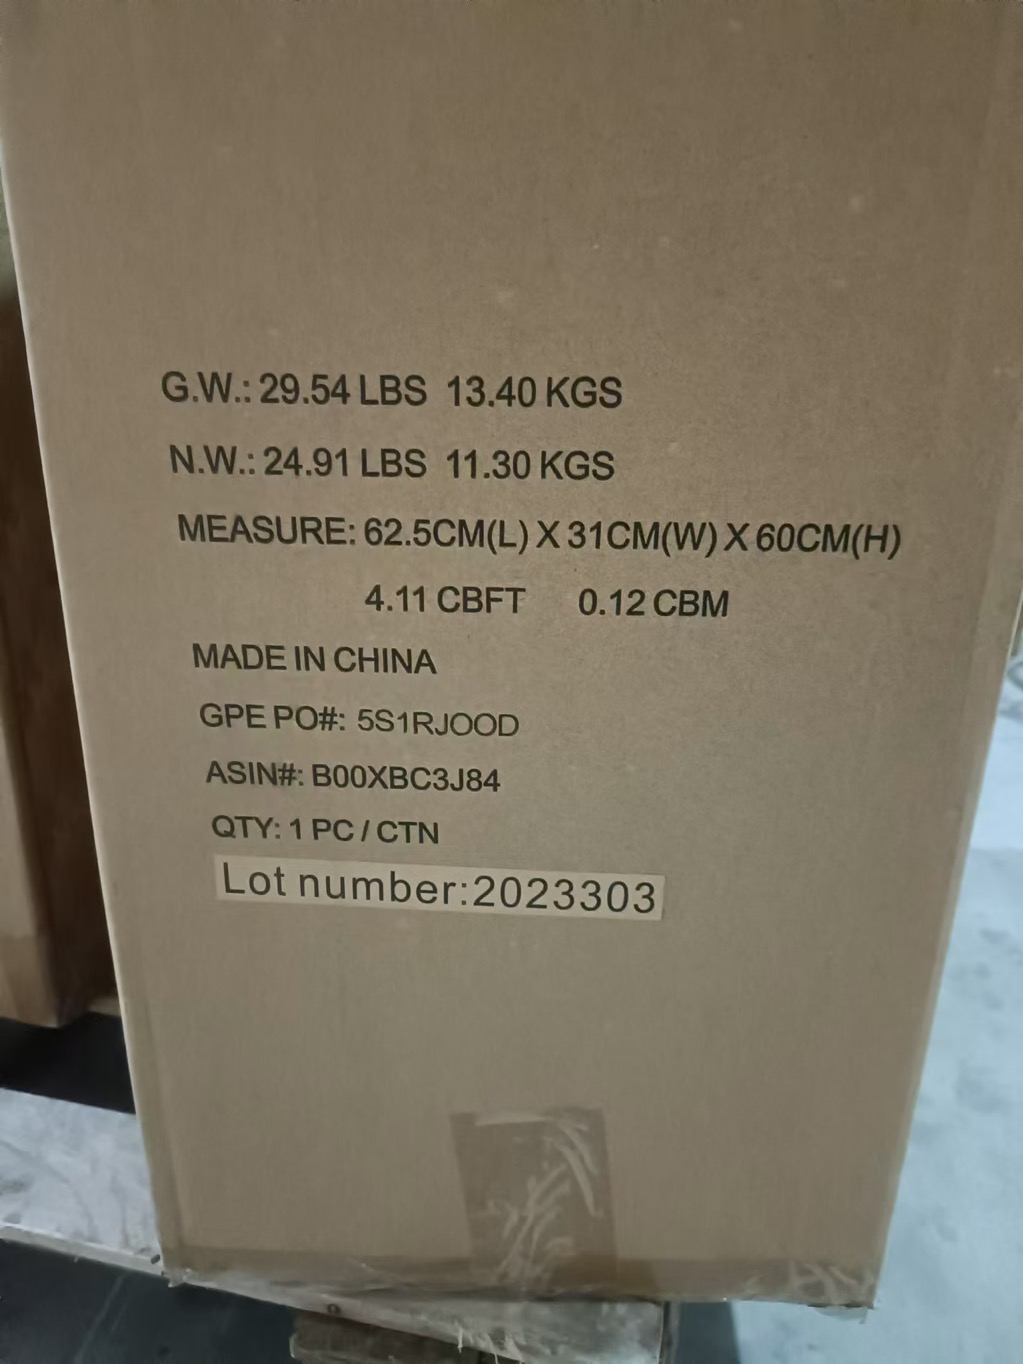 G.W.: 29.54 LBS 13.40 KGS
N.W.: 24.91 LBS 11.30 KGS
MEASURE: 62.5CM(L) X 31CM(W) X 60CM(H)
4.11 CBFT 0.12 CBM
MADE IN CHINA
GPE PO#: 5S1RJOOD
ASIN#: B00XBC3J84
QTY: 1 PC / CTN
Lot number:2023303